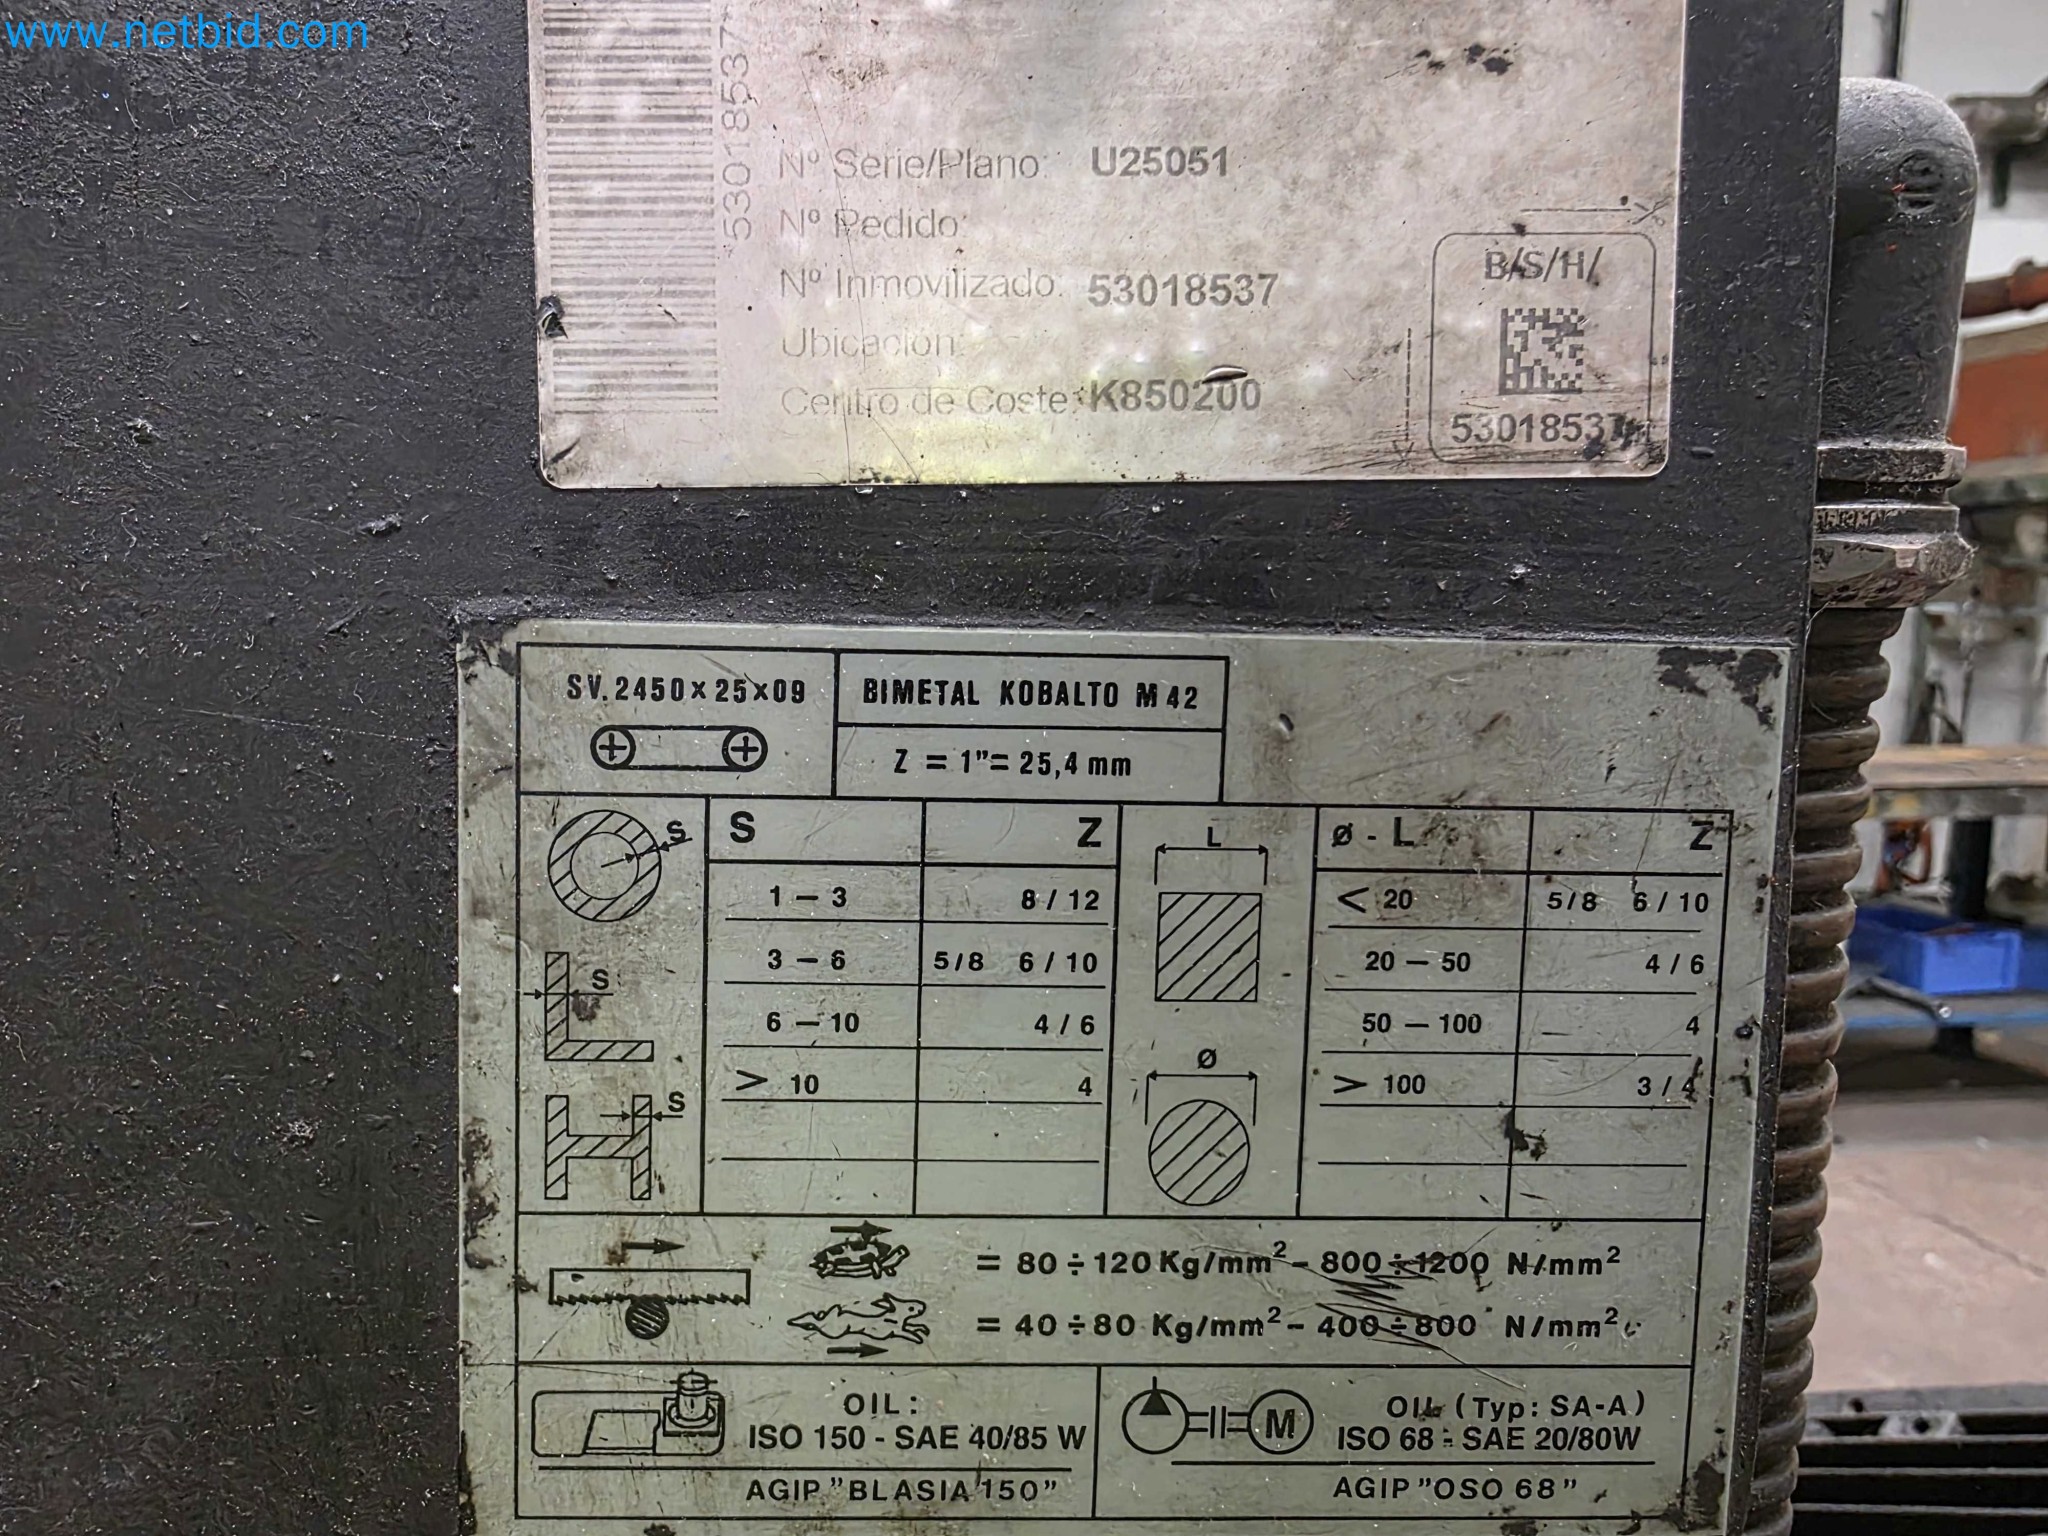 www.netbid.com
53018537
Nº Serie/Plano: U25051
Nº Pedido:
Nº Inmovilizado: 53018537
Ubicación:
Centro de Coste: K850200
B/S/H/
53018537
SV. 2450 x 25 x 09
BIMETAL KOBALTO M 42
Z = 1" = 25,4 mm
S Z L Ø - L Z
S 1 — 3 8 / 12 < 20 5/8 6 / 10
S 3 — 6 5/8 6 / 10 20 — 50 4 / 6
6 — 10 4 / 6 50 — 100 4
Ø
S > 10 4 > 100 3 / 4
= 80 ÷ 120 Kg/mm² – 800 ÷ 1200 N/mm²
= 40 ÷ 80 Kg/mm² – 400 ÷ 800 N/mm²
OIL:
ISO 150 - SAE 40/85 W
AGIP "BLASIA 150"
M
OIL (Typ: SA-A)
ISO 68 - SAE 20/80W
AGIP "OSO 68"